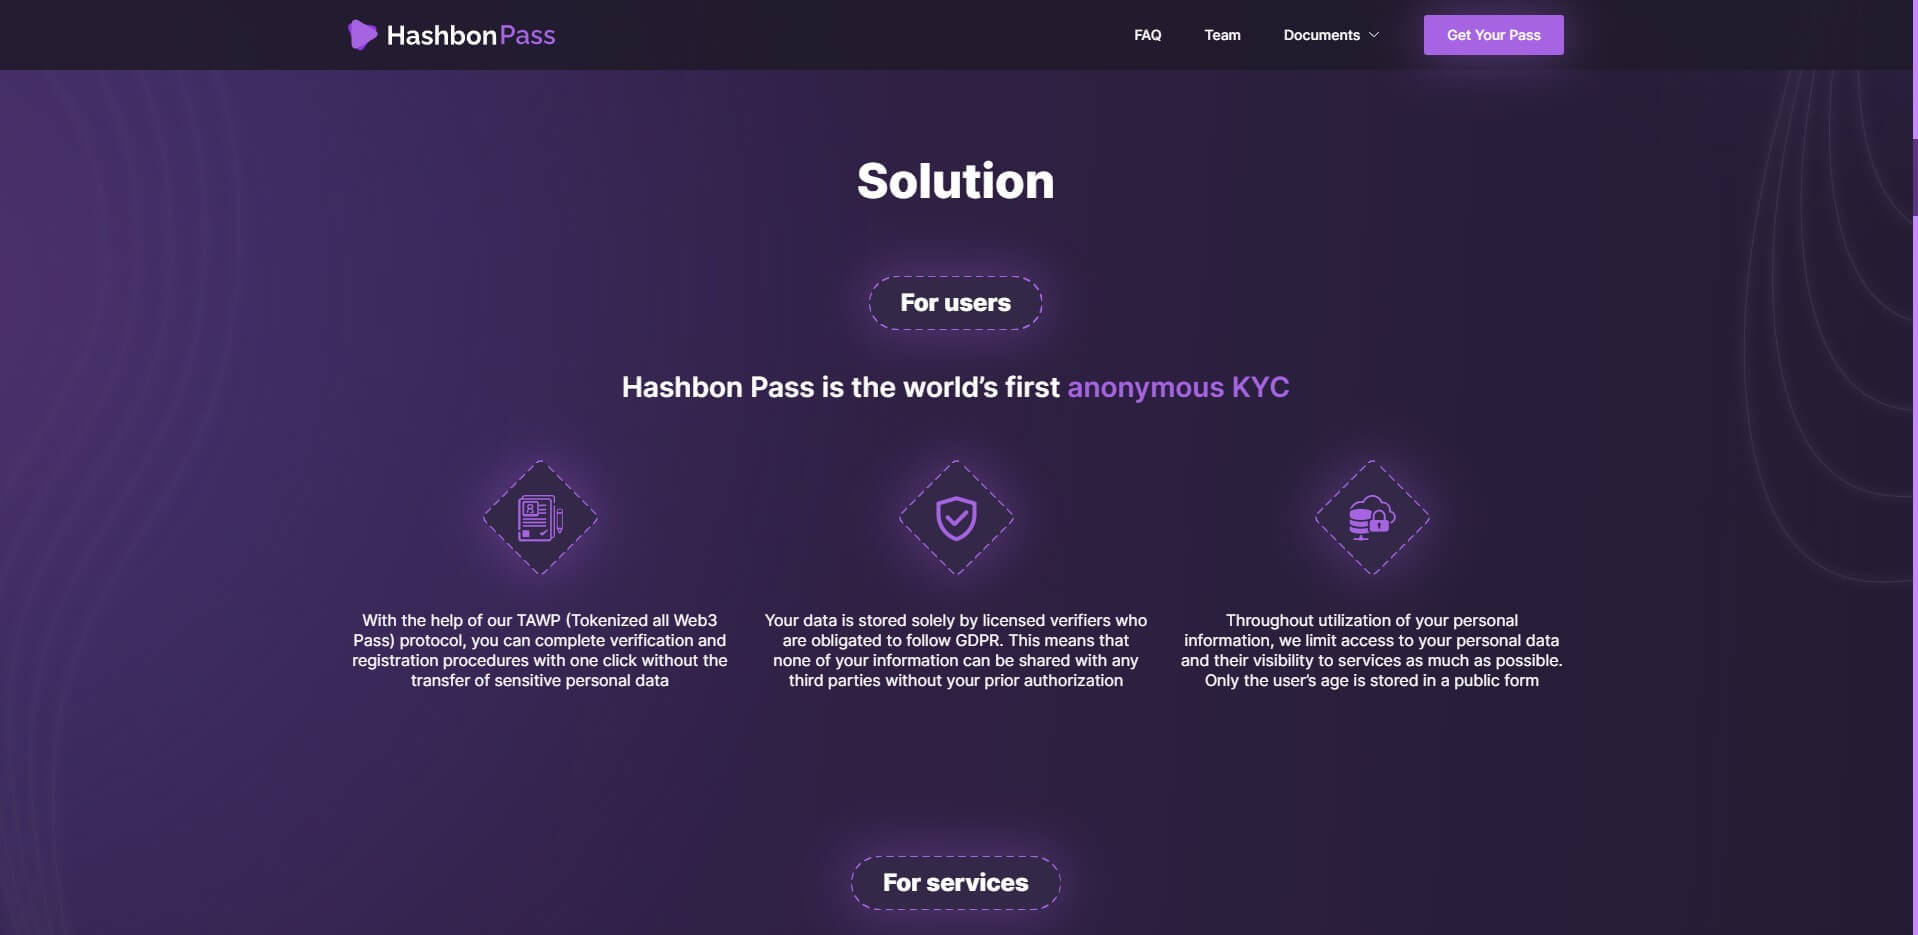 HashbonPass
FAQ
Team
Documents
Get Your Pass
Solution
For users
Hashbon Pass is the world’s first anonymous KYC
With the help of our TAWP (Tokenized all Web3
Pass) protocol, you can complete verification and
registration procedures with one click without the
transfer of sensitive personal data
Your data is stored solely by licensed verifiers who
are obligated to follow GDPR. This means that
none of your information can be shared with any
third parties without your prior authorization
Throughout utilization of your personal
information, we limit access to your personal data
and their visibility to services as much as possible.
Only the user’s age is stored in a public form
For services